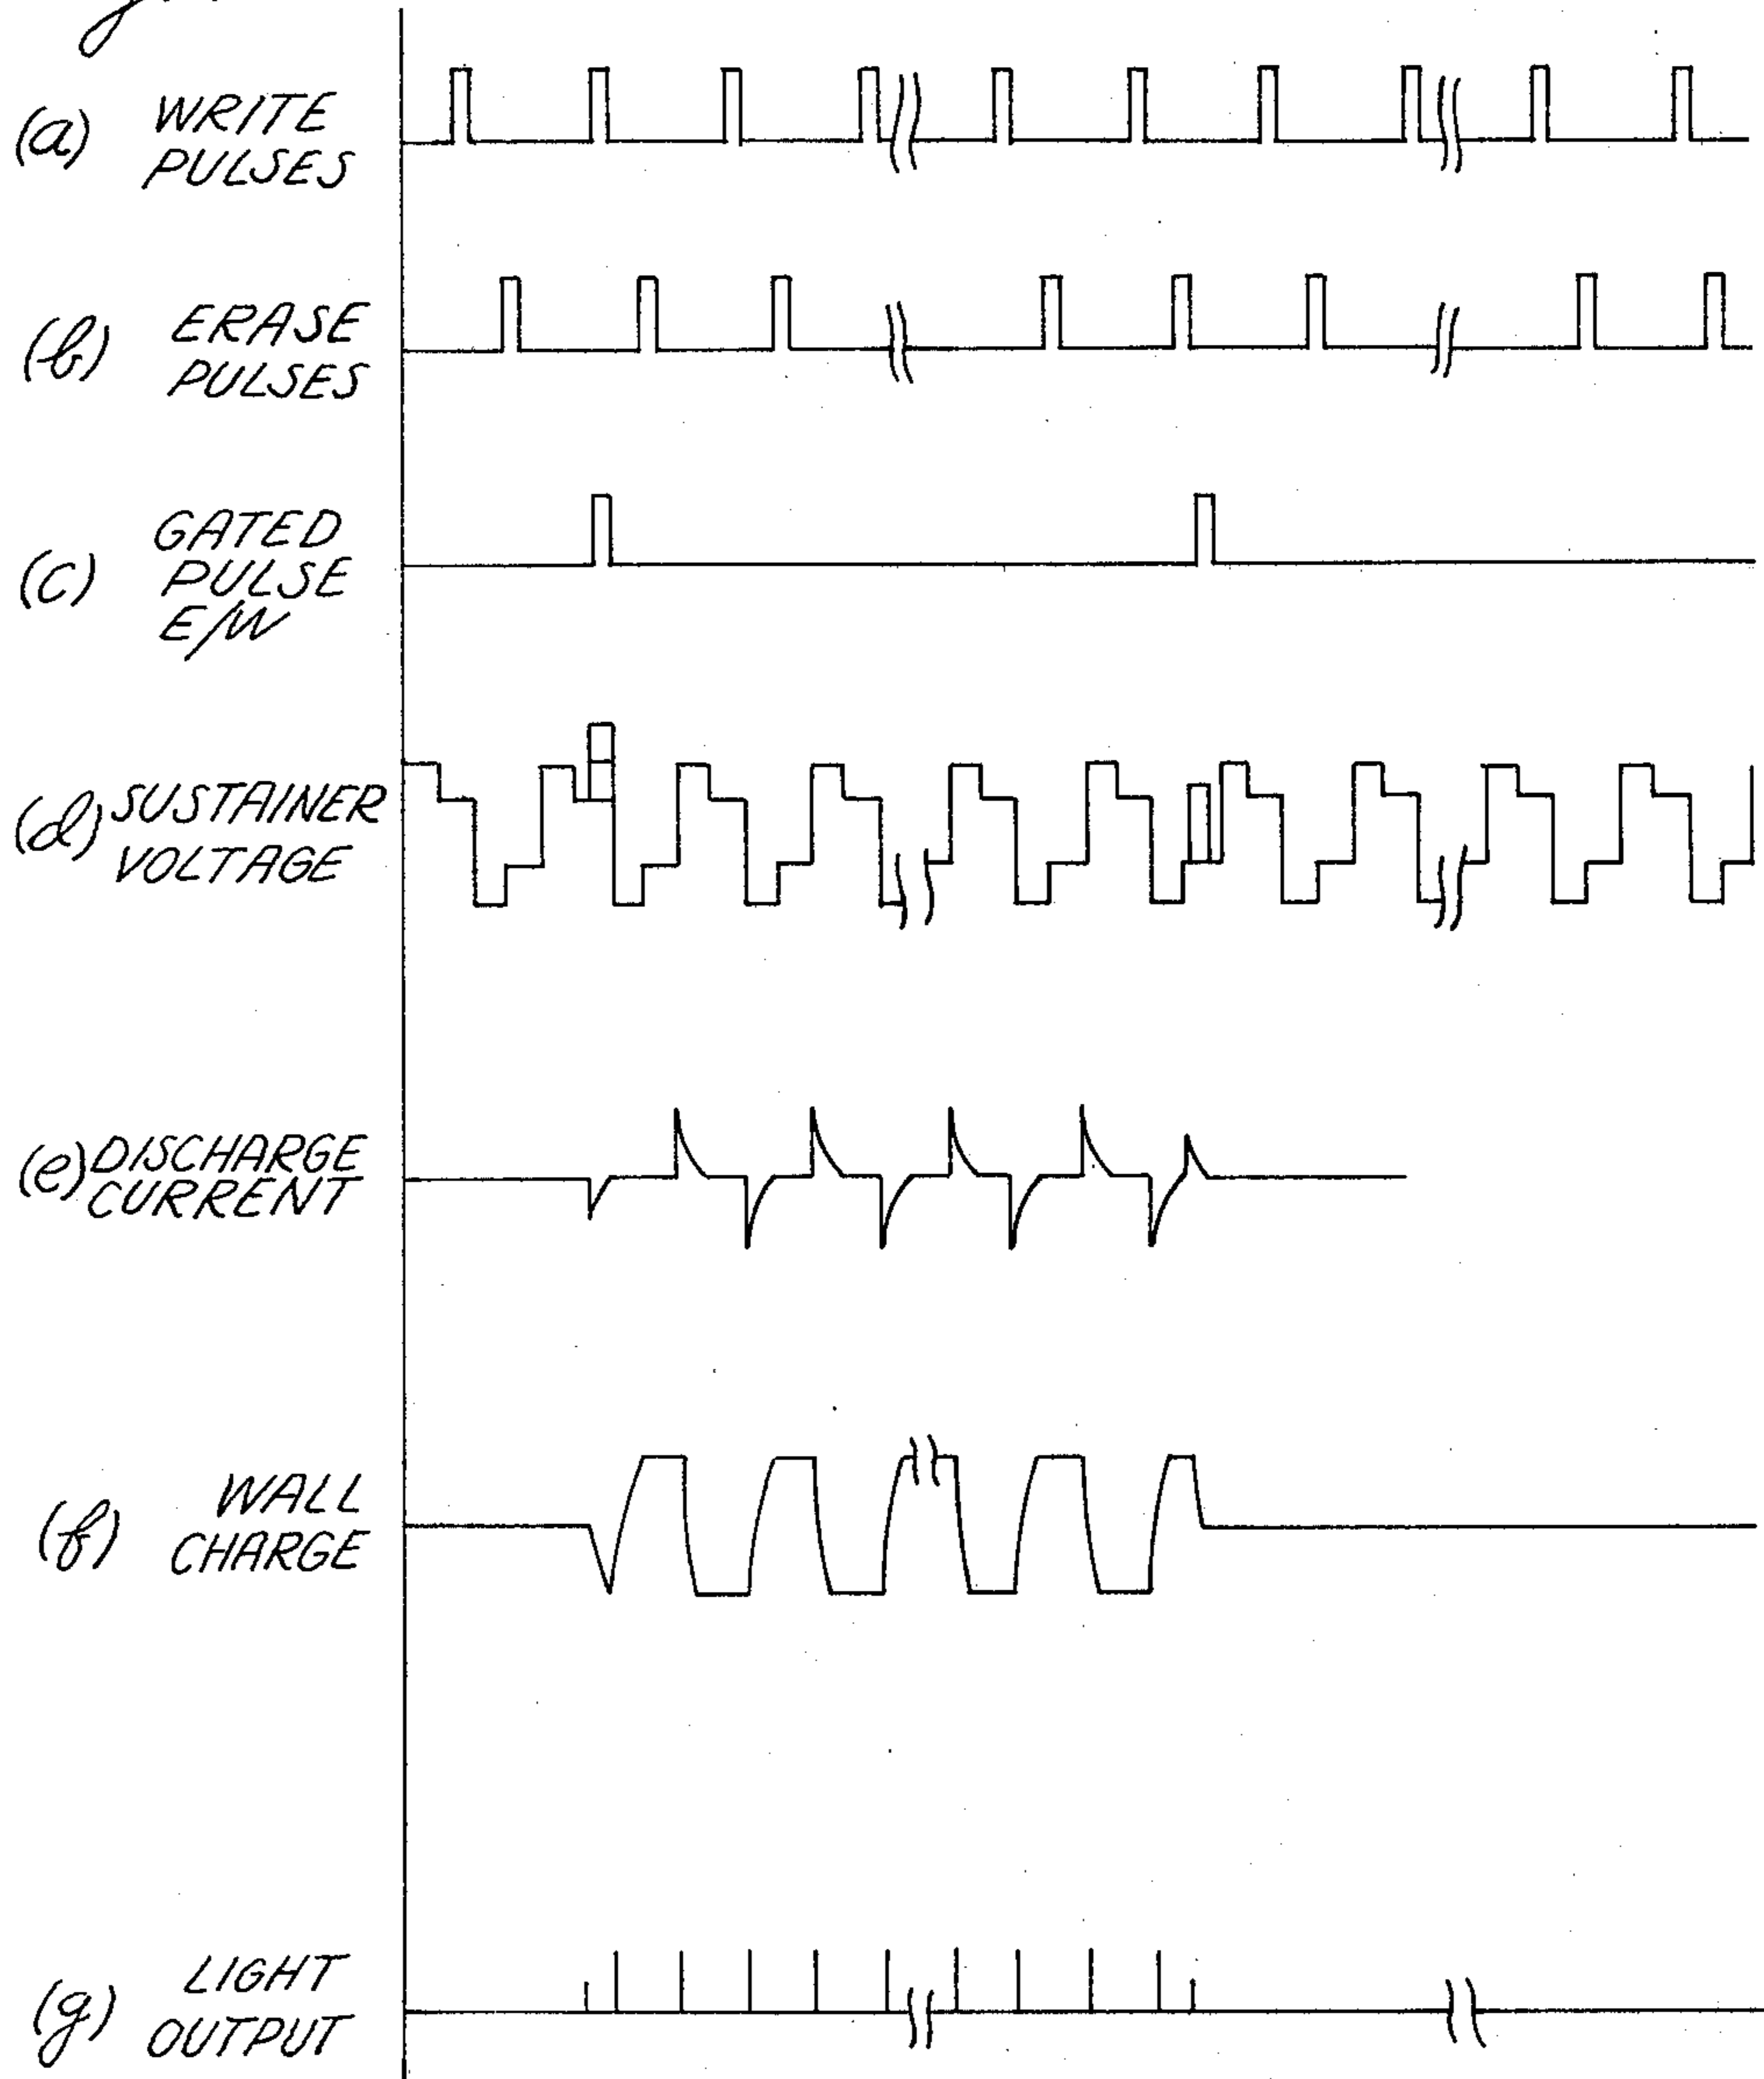 (a) WRITE
PULSES
(b) ERASE
PULSES
GATED
(c) PULSE
E/W
(d) SUSTAINER
VOLTAGE
(e) DISCHARGE
CURRENT
(f) WALL
CHARGE
(g) LIGHT
OUTPUT